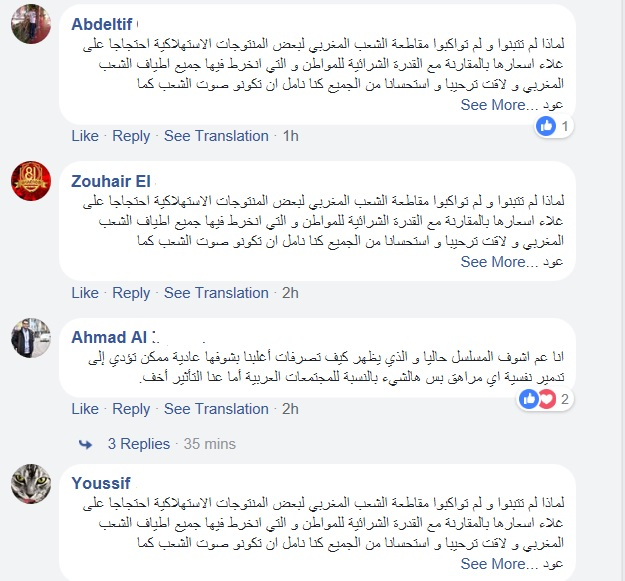 Abdeltif
لماذا لم تتبنوا و لم تواكبوا مقاطعة الشعب المغربي لبعض المنتوجات الاستهلاكية احتجاجا على
غلاء اسعارها بالمقارنة مع القدرة الشرائية للمواطن و التي انخرط فيها جميع اطياف الشعب
المغربي و لاقت ترحيبا و استحسانا من الجميع كنا نامل ان تكونو صوت الشعب كما
عود ...See More
1
Like · Reply · See Translation · 1h
Zouhair El
لماذا لم تتبنوا و لم تواكبوا مقاطعة الشعب المغربي لبعض المنتوجات الاستهلاكية احتجاجا على
غلاء اسعارها بالمقارنة مع القدرة الشرائية للمواطن و التي انخرط فيها جميع اطياف الشعب
المغربي و لاقت ترحيبا و استحسانا من الجميع كنا نامل ان تكونو صوت الشعب كما
عود ...See More
Like · Reply · See Translation · 2h
Ahmad Al
انا عم اشوف المسلسل حاليا و الذي يظهر كيف تصرفات أغلبنا بشوفها عادية ممكن تؤدي إلى
تدمير نفسية اي مراهق بس هالشيء بالنسبة للمجتمعات العربية أما عنا التأثير أخف.
2
Like · Reply · See Translation · 2h
3 Replies · 35 mins
Youssif
لماذا لم تتبنوا و لم تواكبوا مقاطعة الشعب المغربي لبعض المنتوجات الاستهلاكية احتجاجا على
غلاء اسعارها بالمقارنة مع القدرة الشرائية للمواطن و التي انخرط فيها جميع اطياف الشعب
المغربي و لاقت ترحيبا و استحسانا من الجميع كنا نامل ان تكونو صوت الشعب كما
عود ...See More